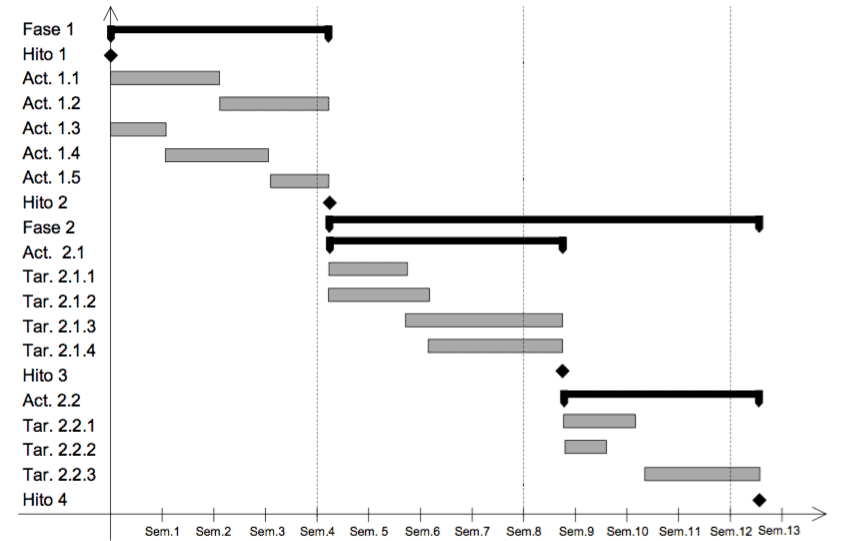 Fase 1
Hito 1
Act. 1.1
Act. 1.2
Act. 1.3
Act. 1.4
Act. 1.5
Hito 2
Fase 2
Act. 2.1
Tar. 2.1.1
Tar. 2.1.2
Tar. 2.1.3
Tar. 2.1.4
Hito 3
Act. 2.2
Tar. 2.2.1
Tar. 2.2.2
Tar. 2.2.3
Hito 4
Sem.1 Sem.2 Sem.3 Sem.4 Sem. 5 Sem.6 Sem.7 Sem.8 Sem.9 Sem.10 Sem.11 Sem.12 Sem.13